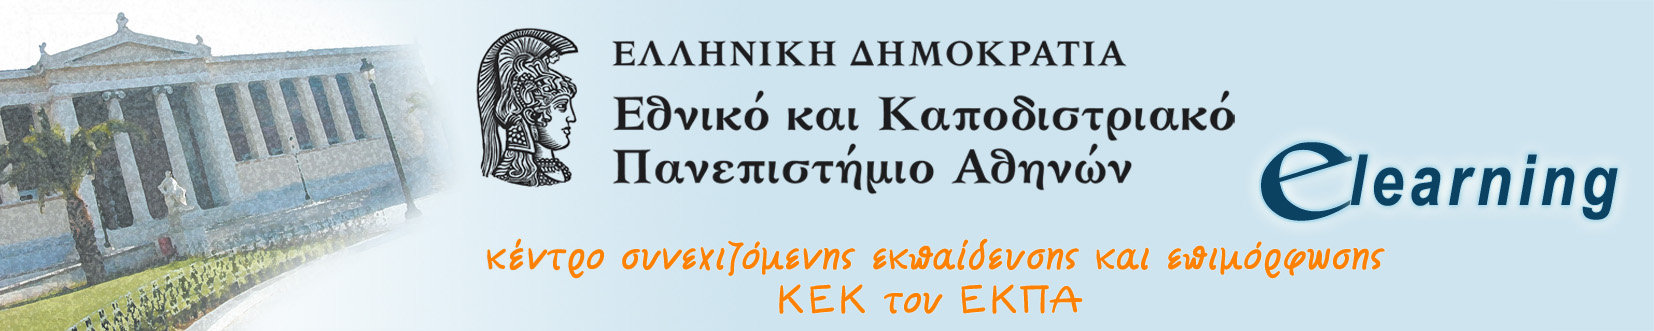 ΕΛΛΗΝΙΚΗ ΔΗΜΟΚΡΑΤΙΑ
Εθνικό και Καποδιστριακό
Πανεπιστήμιο Αθηνών
elearning
κέντρο συνεχιζόμενης εκπαίδευσης και επιμόρφωσης
ΚΕΚ του ΕΚΠΑ